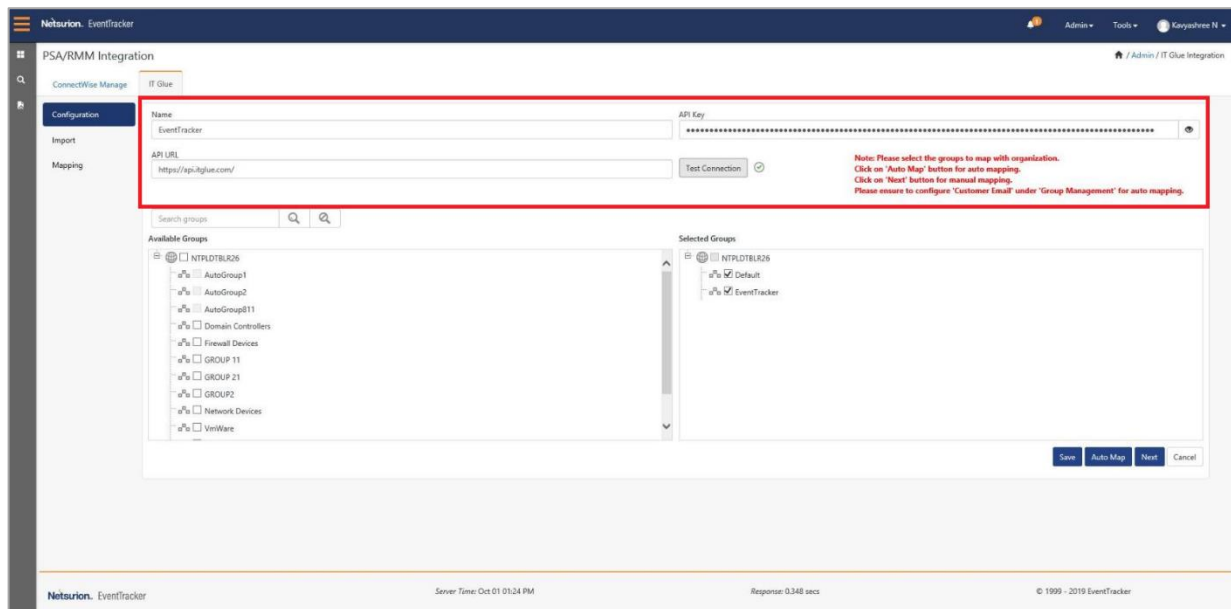 Netsurion. EventTracker
Admin
Tools
Kavyashree N
PSA/RMM Integration
/ Admin / IT Glue Integration
ConnectWise Manage
IT Glue
Configuration
Import
Mapping
Name
EventTracker
API Key
API URL
https://api.itglue.com/
Test Connection
Note: Please select the groups to map with organization.
Click on 'Auto Map' button for auto mapping.
Click on 'Next' button for manual mapping.
Please ensure to configure 'Customer Email' under 'Group Management' for auto mapping.
Search groups
Available Groups
NTPLDTBLR26
AutoGroup1
AutoGroup2
AutoGroup811
Domain Controllers
Firewall Devices
GROUP 11
GROUP 21
GROUP2
Network Devices
VmWare
Selected Groups
NTPLDTBLR26
Default
EventTracker
Save
Auto Map
Next
Cancel
Netsurion. EventTracker
Server Time: Oct 01 01:24 PM
Response: 0.348 secs
© 1999 - 2019 EventTracker